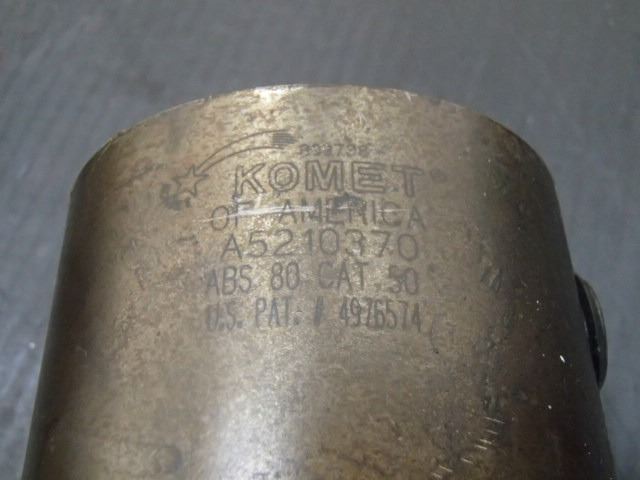 KOMET®
OF AMERICA
A5210370
ABS 80 CAT 50
U.S. PAT. # 4976574